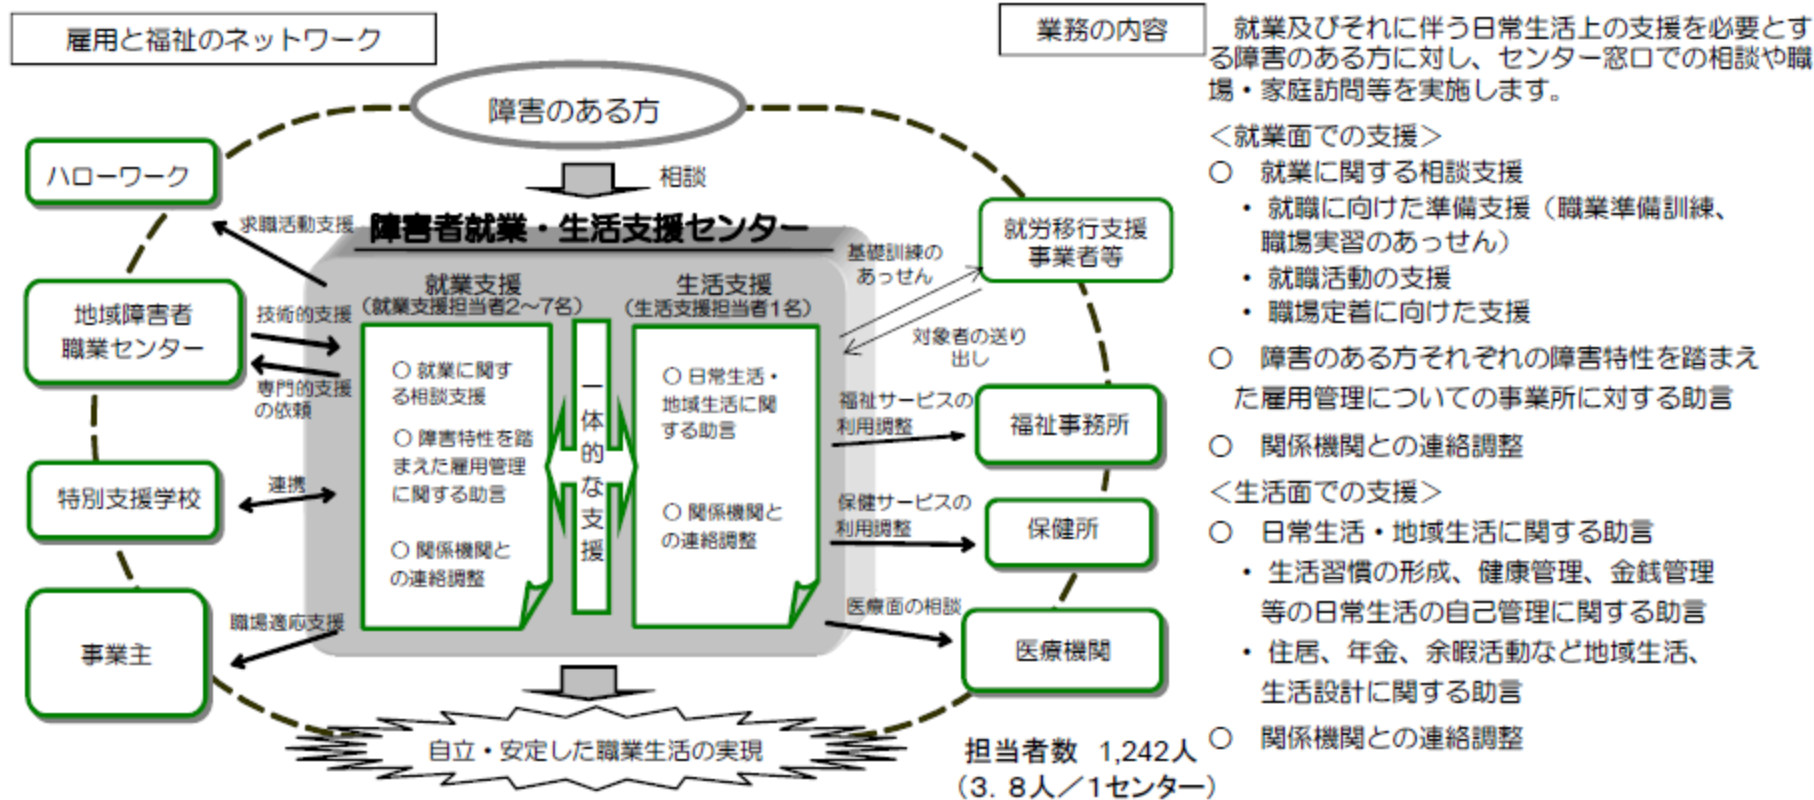 雇用と福祉のネットワーク
障害のある方
相談
ハローワーク
求職活動支援
地域障害者
職業センター
技術的支援
専門的支援
の依頼
特別支援学校
連携
事業主
職場適応支援
障害者就業・生活支援センター
就業支援
(就業支援担当者2～7名)
○ 就業に関す
る相談支援
○ 障害特性を踏
まえた雇用管理
に関する助言
○ 関係機関と
の連絡調整
一体的な支援
生活支援
(生活支援担当者1名)
○ 日常生活・
地域生活に関
する助言
○ 関係機関と
の連絡調整
基礎訓練の
あっせん
対象者の送り
出し
就労移行支援
事業者等
福祉サービスの
利用調整
福祉事務所
保健サービスの
利用調整
保健所
医療面の相談
医療機関
自立・安定した職業生活の実現
担当者数 1,242人
（3．8人／1センター）
業務の内容
就業及びそれに伴う日常生活上の支援を必要とす
る障害のある方に対し、センター窓口での相談や職
場・家庭訪問等を実施します。
＜就業面での支援＞
○ 就業に関する相談支援
・ 就職に向けた準備支援（職業準備訓練、
職場実習のあっせん）
・ 就職活動の支援
・ 職場定着に向けた支援
○ 障害のある方それぞれの障害特性を踏まえ
た雇用管理についての事業所に対する助言
○ 関係機関との連絡調整
＜生活面での支援＞
○ 日常生活・地域生活に関する助言
・ 生活習慣の形成、健康管理、金銭管理
等の日常生活の自己管理に関する助言
・ 住居、年金、余暇活動など地域生活、
生活設計に関する助言
○ 関係機関との連絡調整